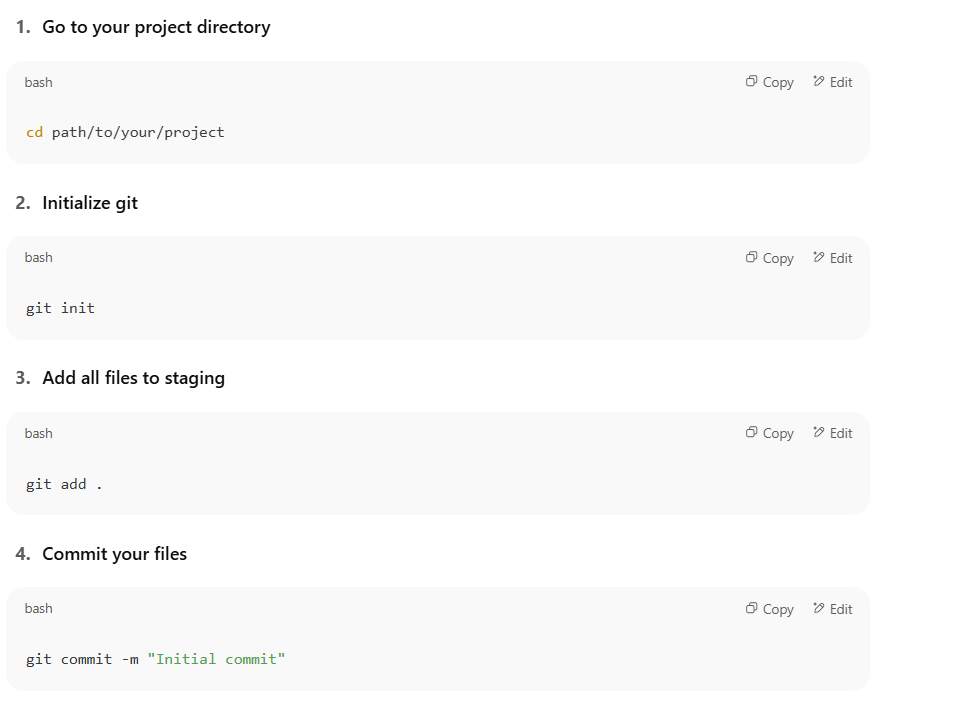 1. Go to your project directory
bash Copy Edit
cd path/to/your/project
2. Initialize git
bash Copy Edit
git init
3. Add all files to staging
bash Copy Edit
git add .
4. Commit your files
bash Copy Edit
git commit -m "Initial commit"